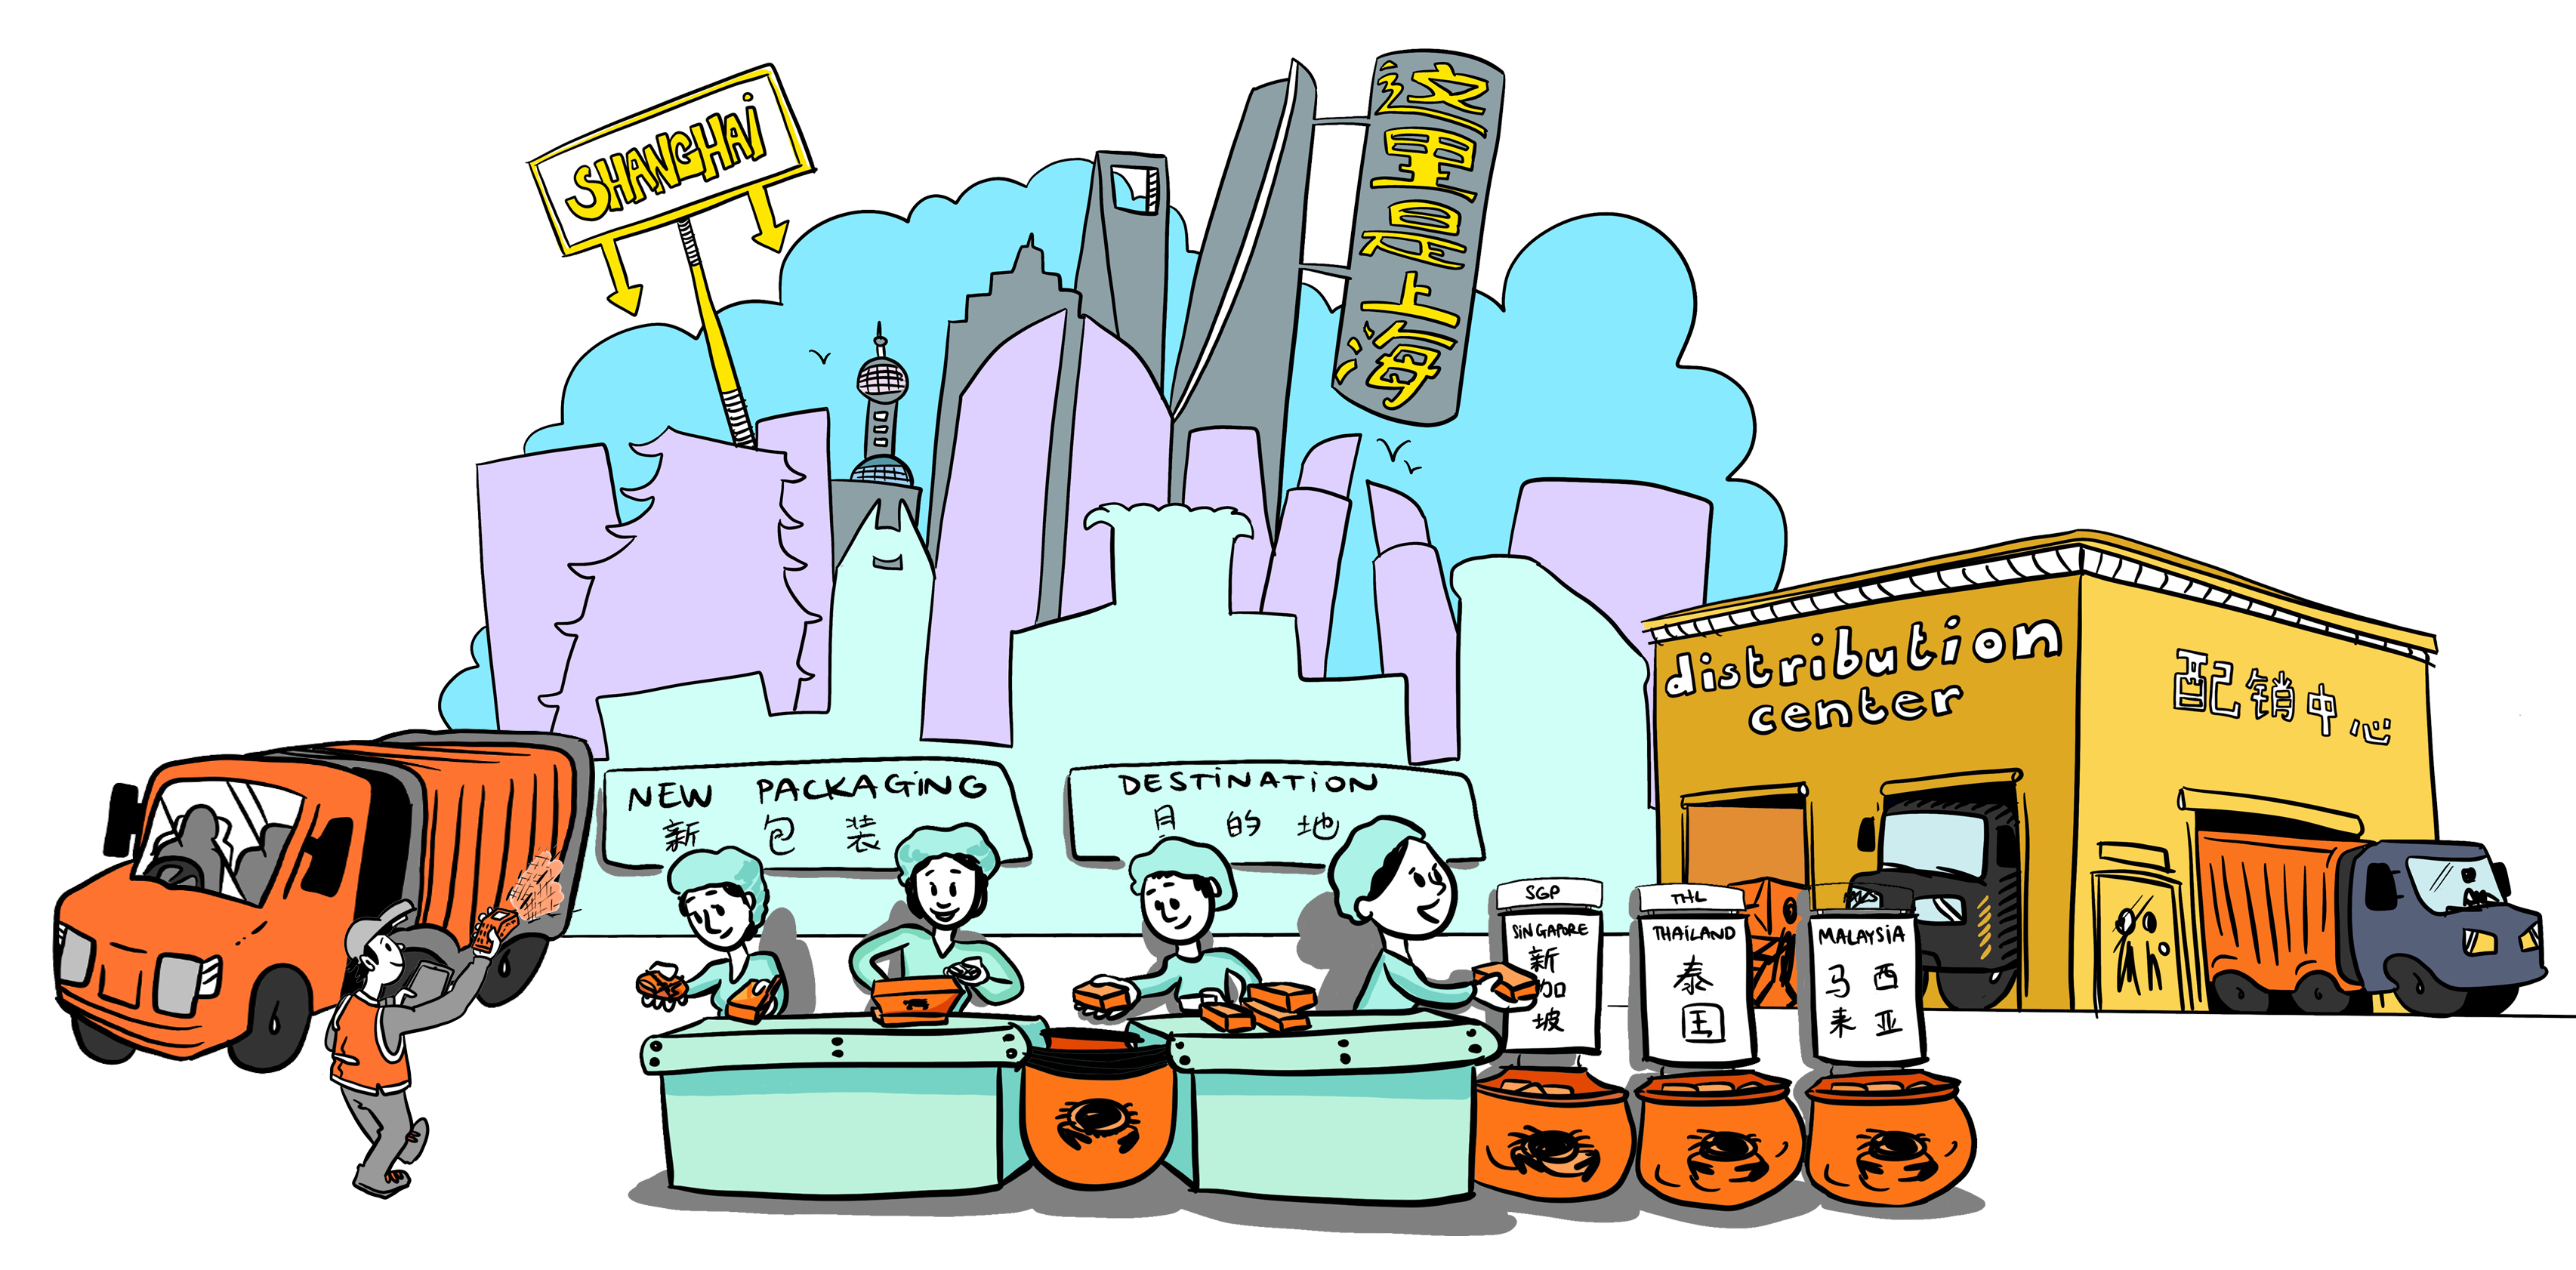 SHANGHAi
这里是上海
distribution
center
配销中心
NEW PACKAGiNG
新包装
DESTiNATiON
目的地
SGP
SiNGAPORE
新
加
坡
THL
THAiLAND
泰
国
MALAYSiA
马西
来亚